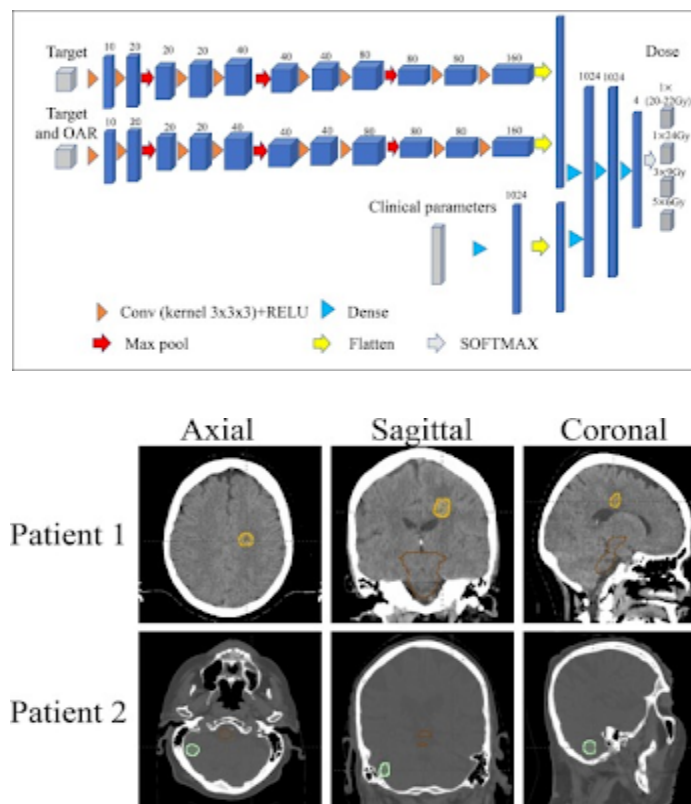 Target
10 20 20 20 40 40 40 80 80 80 160
Target
and OAR
10 20 20 20 40 40 40 80 80 80 160
Clinical parameters
1024
1024 1024
4
Dose
1×
(20-22Gy)
1×24Gy
3×9Gy
5×6Gy
Conv (kernel 3x3x3)+RELU
Dense
Max pool
Flatten
SOFTMAX
Axial Sagittal Coronal
Patient 1
Patient 2